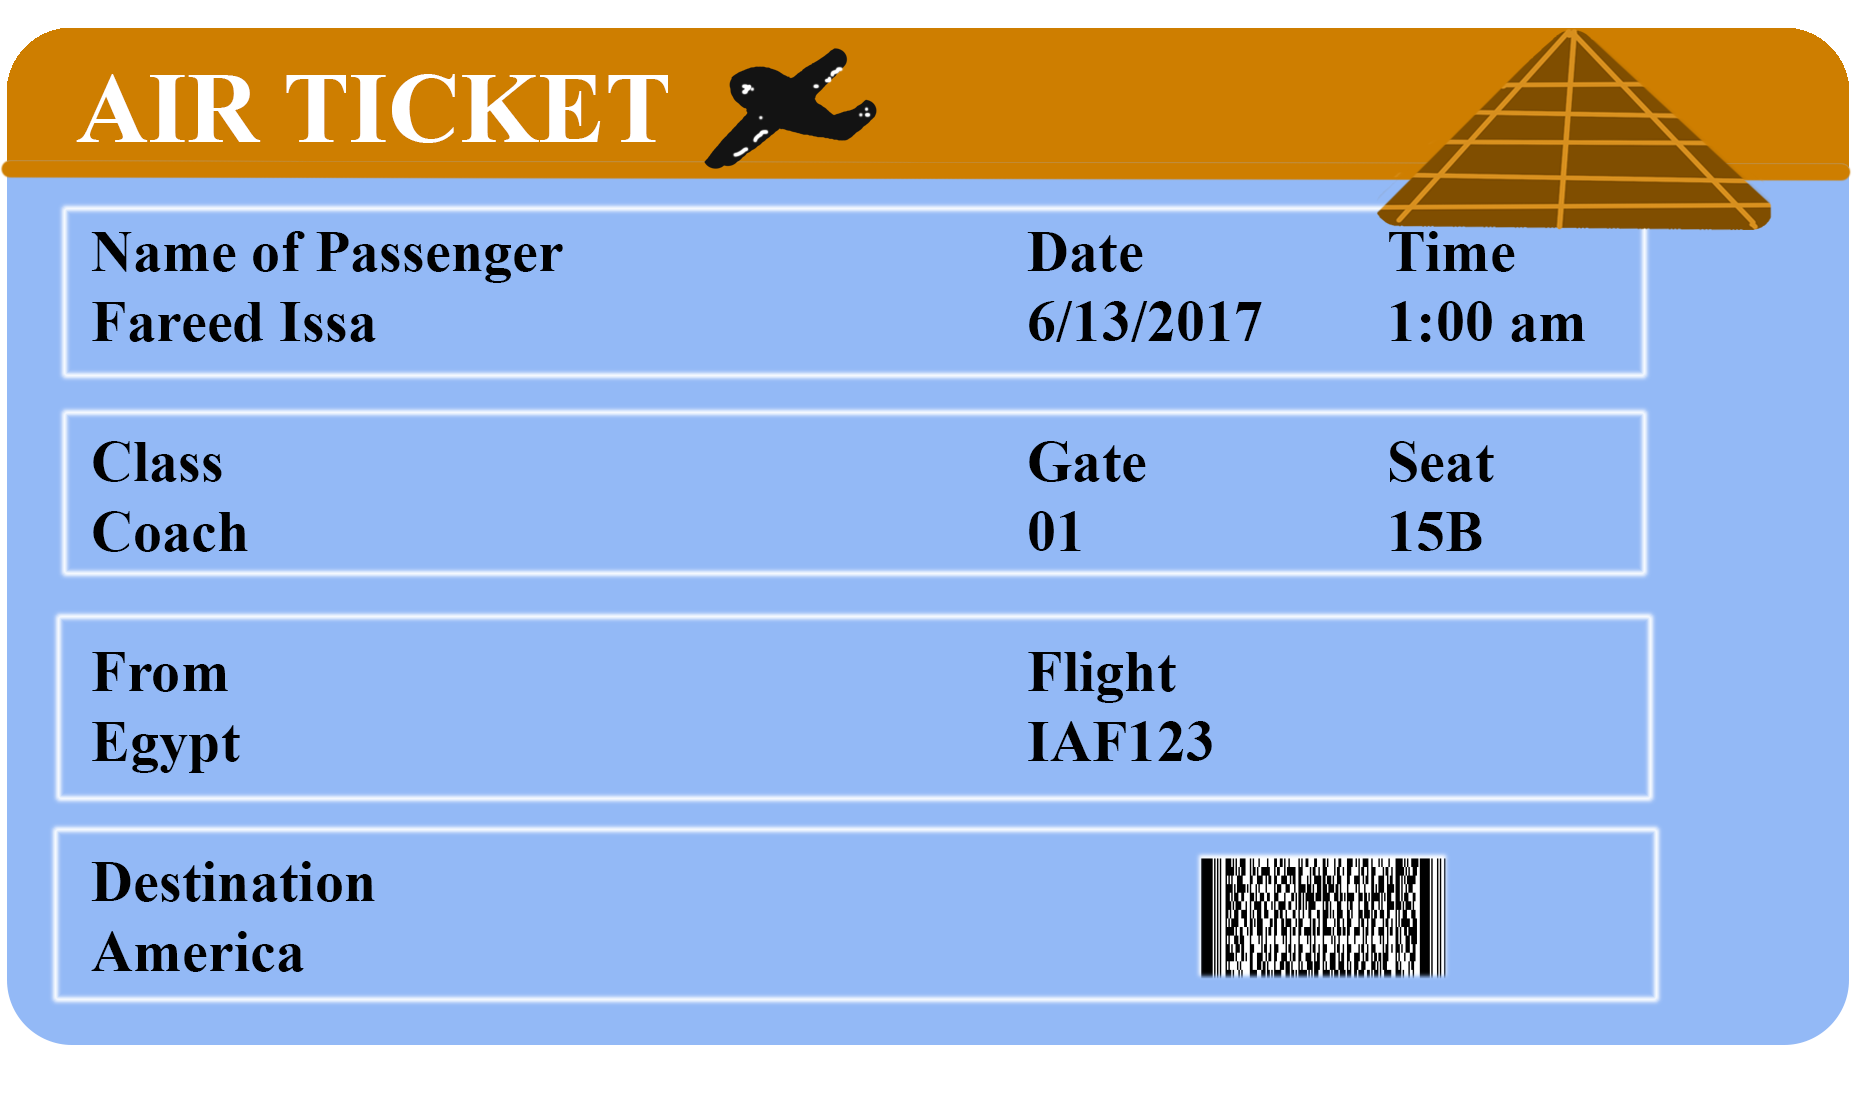 AIR TICKET
Name of Passenger Date Time
Fareed Issa 6/13/2017 1:00 am
Class Gate Seat
Coach 01 15B
From Flight
Egypt IAF123
Destination
America